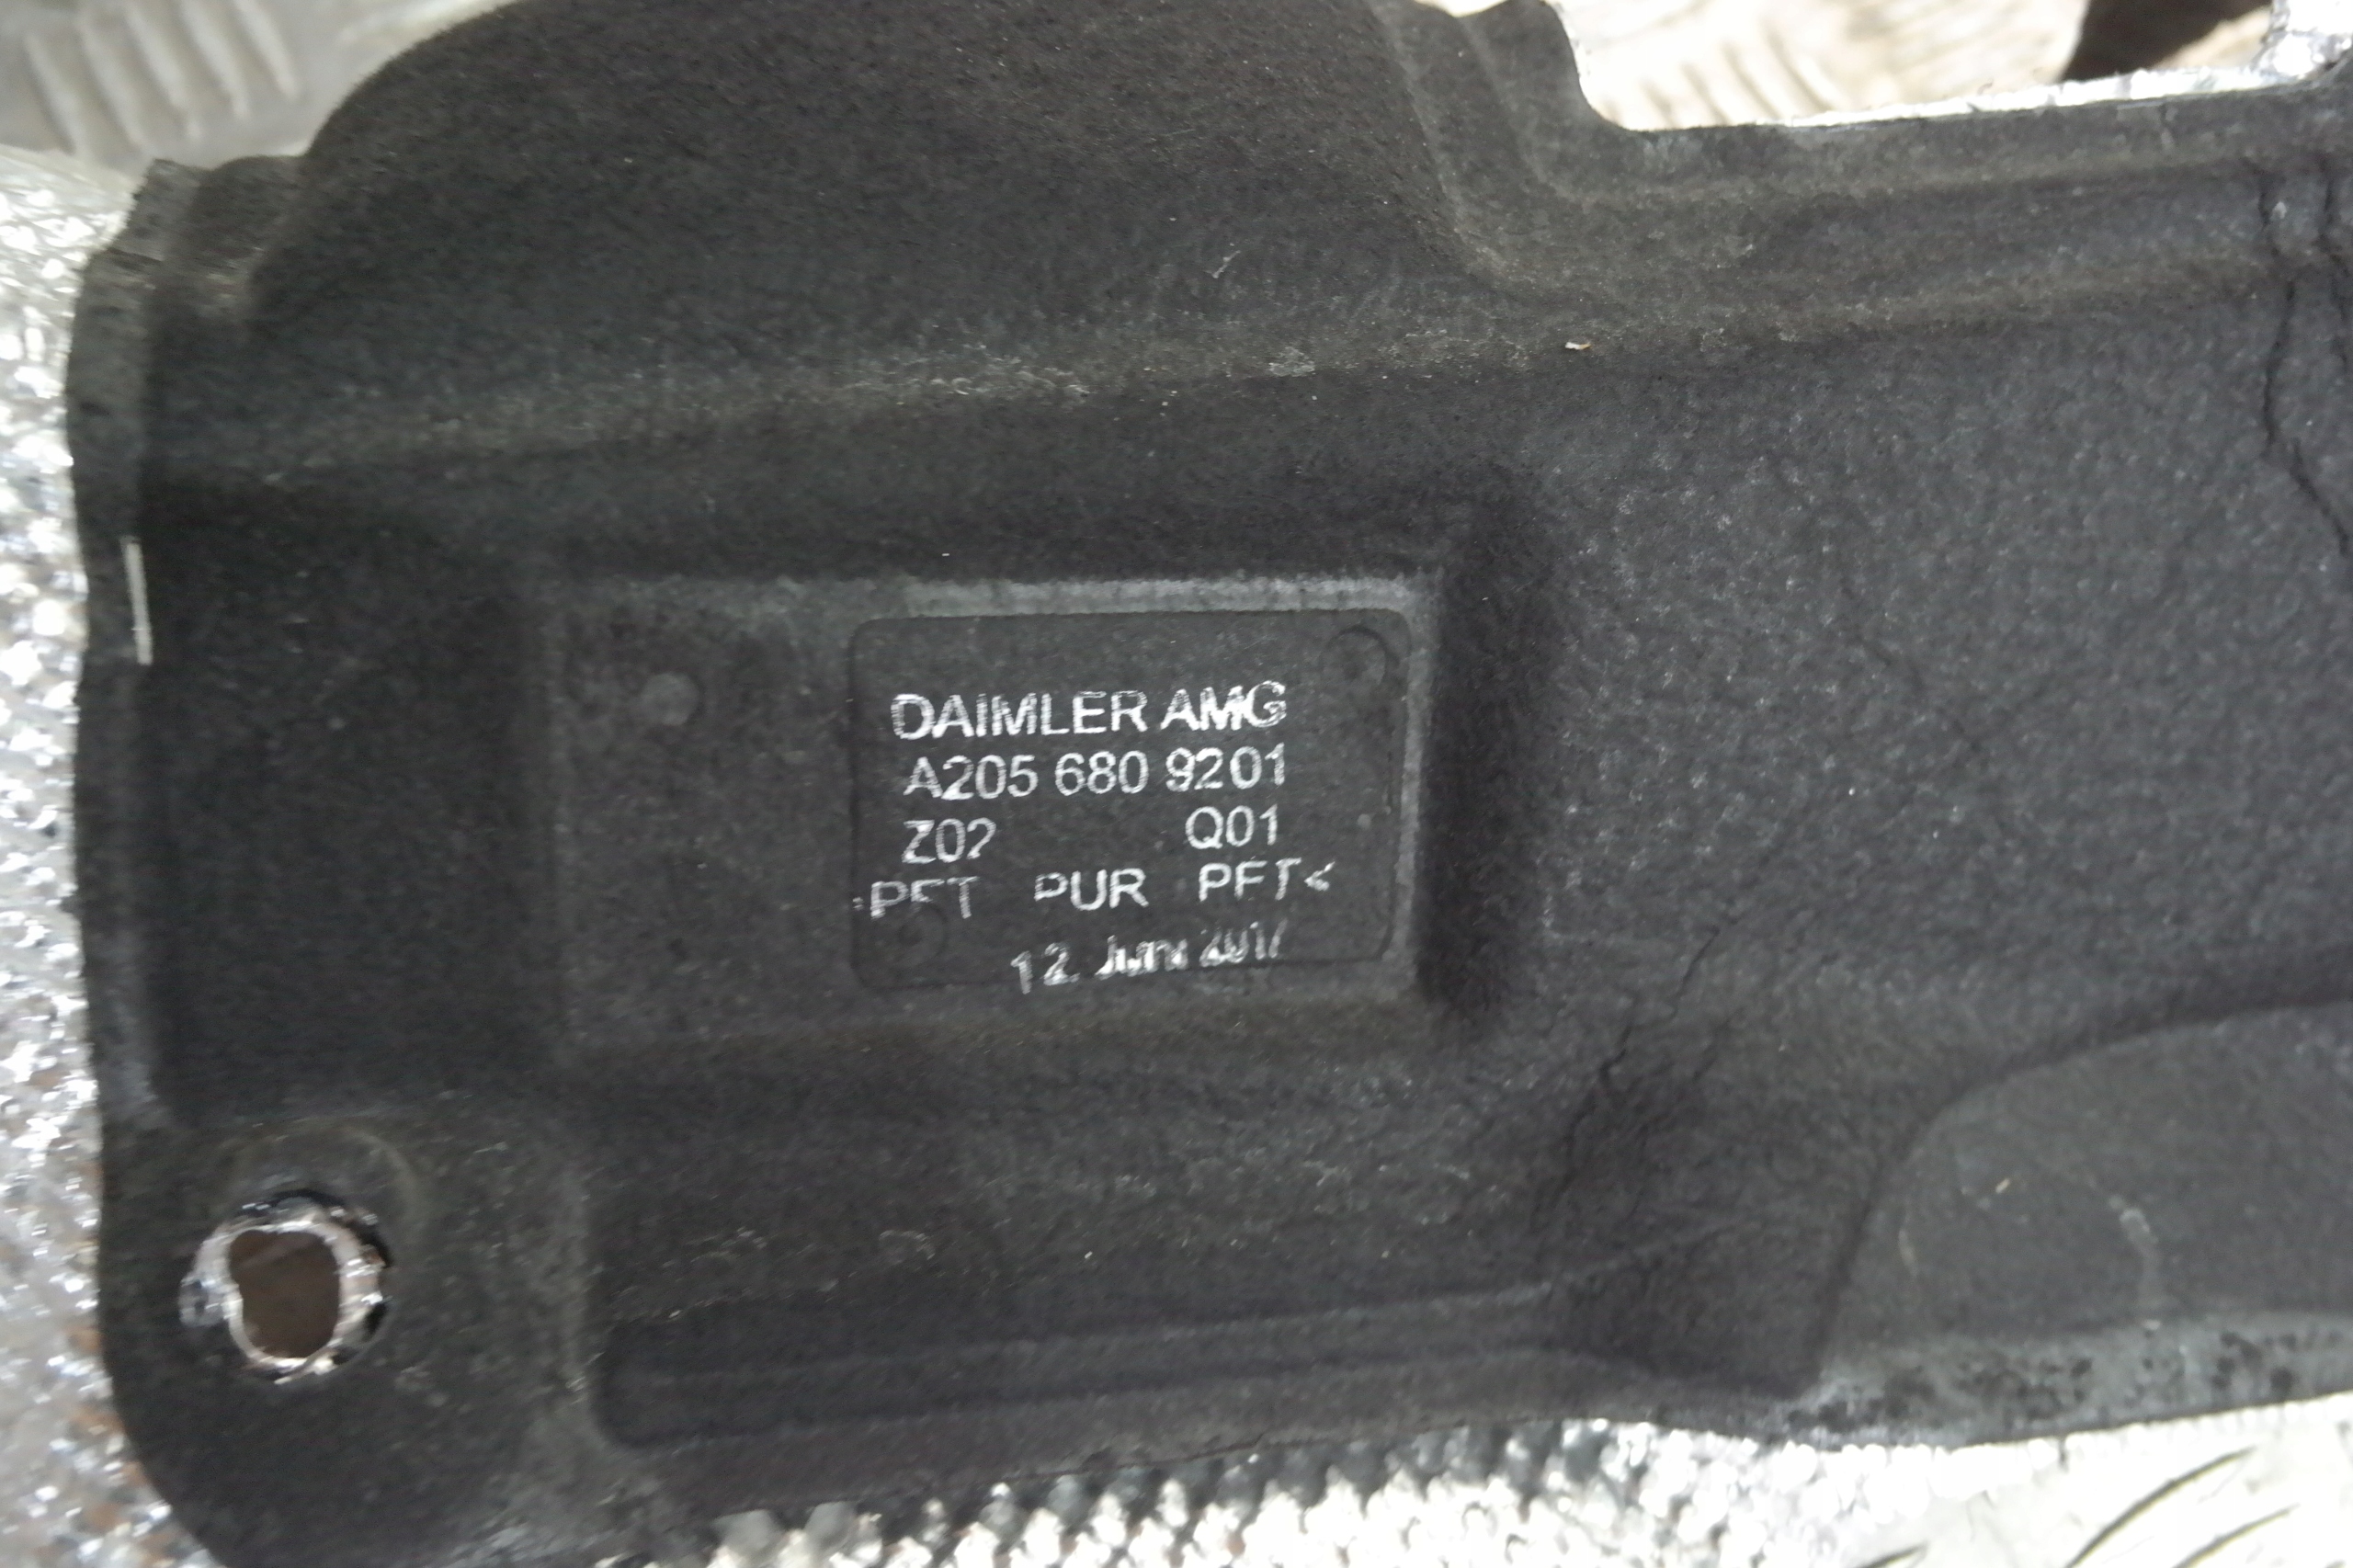 DAIMLER AMG
A205 680 9201
Z02 Q01
PET PUR PET<
12. Juni 2017